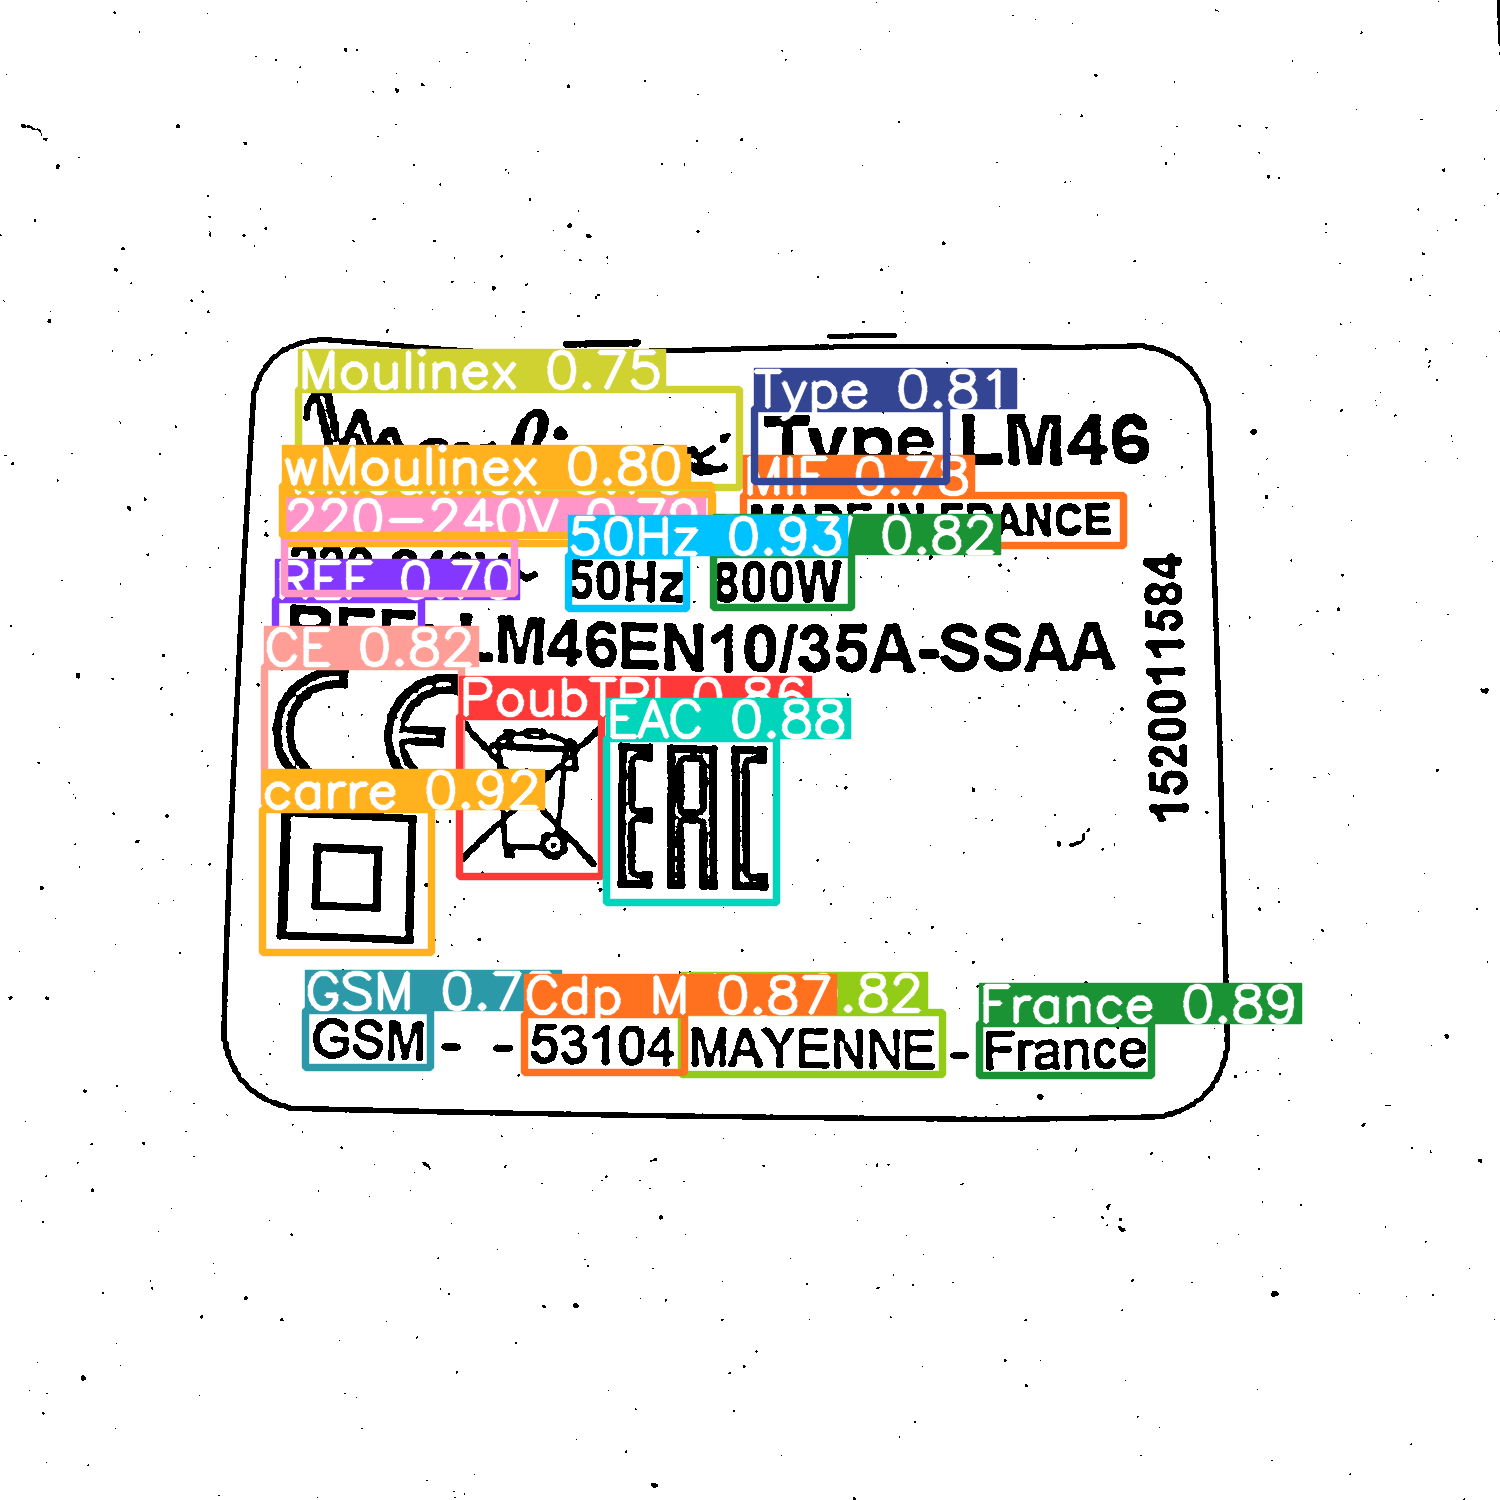 Moulinex 0.75
Type 0.81
Type LM46
wMoulinex 0.80
MIF 0.73
220-240V 0.79
MADE IN FRANCE
50Hz 0.93 0.82
220-240V~ 50Hz 800W
REF 0.70
REF LM46EN10/35A-SSAA
CE 0.82
PoubTRI 0.86
EAC 0.88
CE
EAC
carre 0.92
1520011584
GSM 0.7
Cdp M 0.87 .82
France 0.89
GSM - - 53104 MAYENNE - France